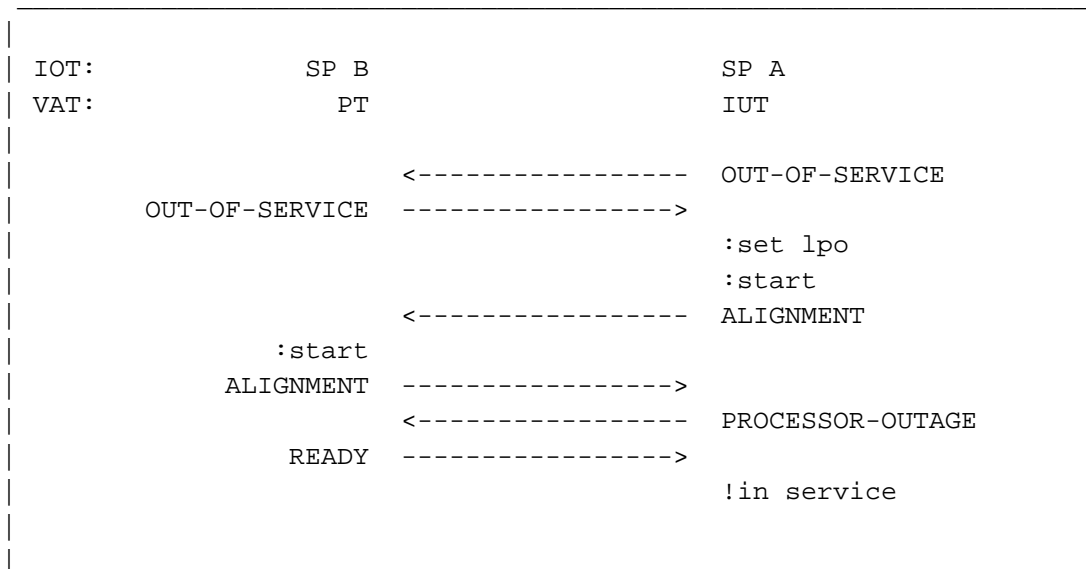 IOT: SP B SP A
VAT: PT IUT
<----------------- OUT-OF-SERVICE
OUT-OF-SERVICE ----------------->
:set lpo
:start
<----------------- ALIGNMENT
:start
ALIGNMENT ----------------->
<----------------- PROCESSOR-OUTAGE
READY ----------------->
!in service